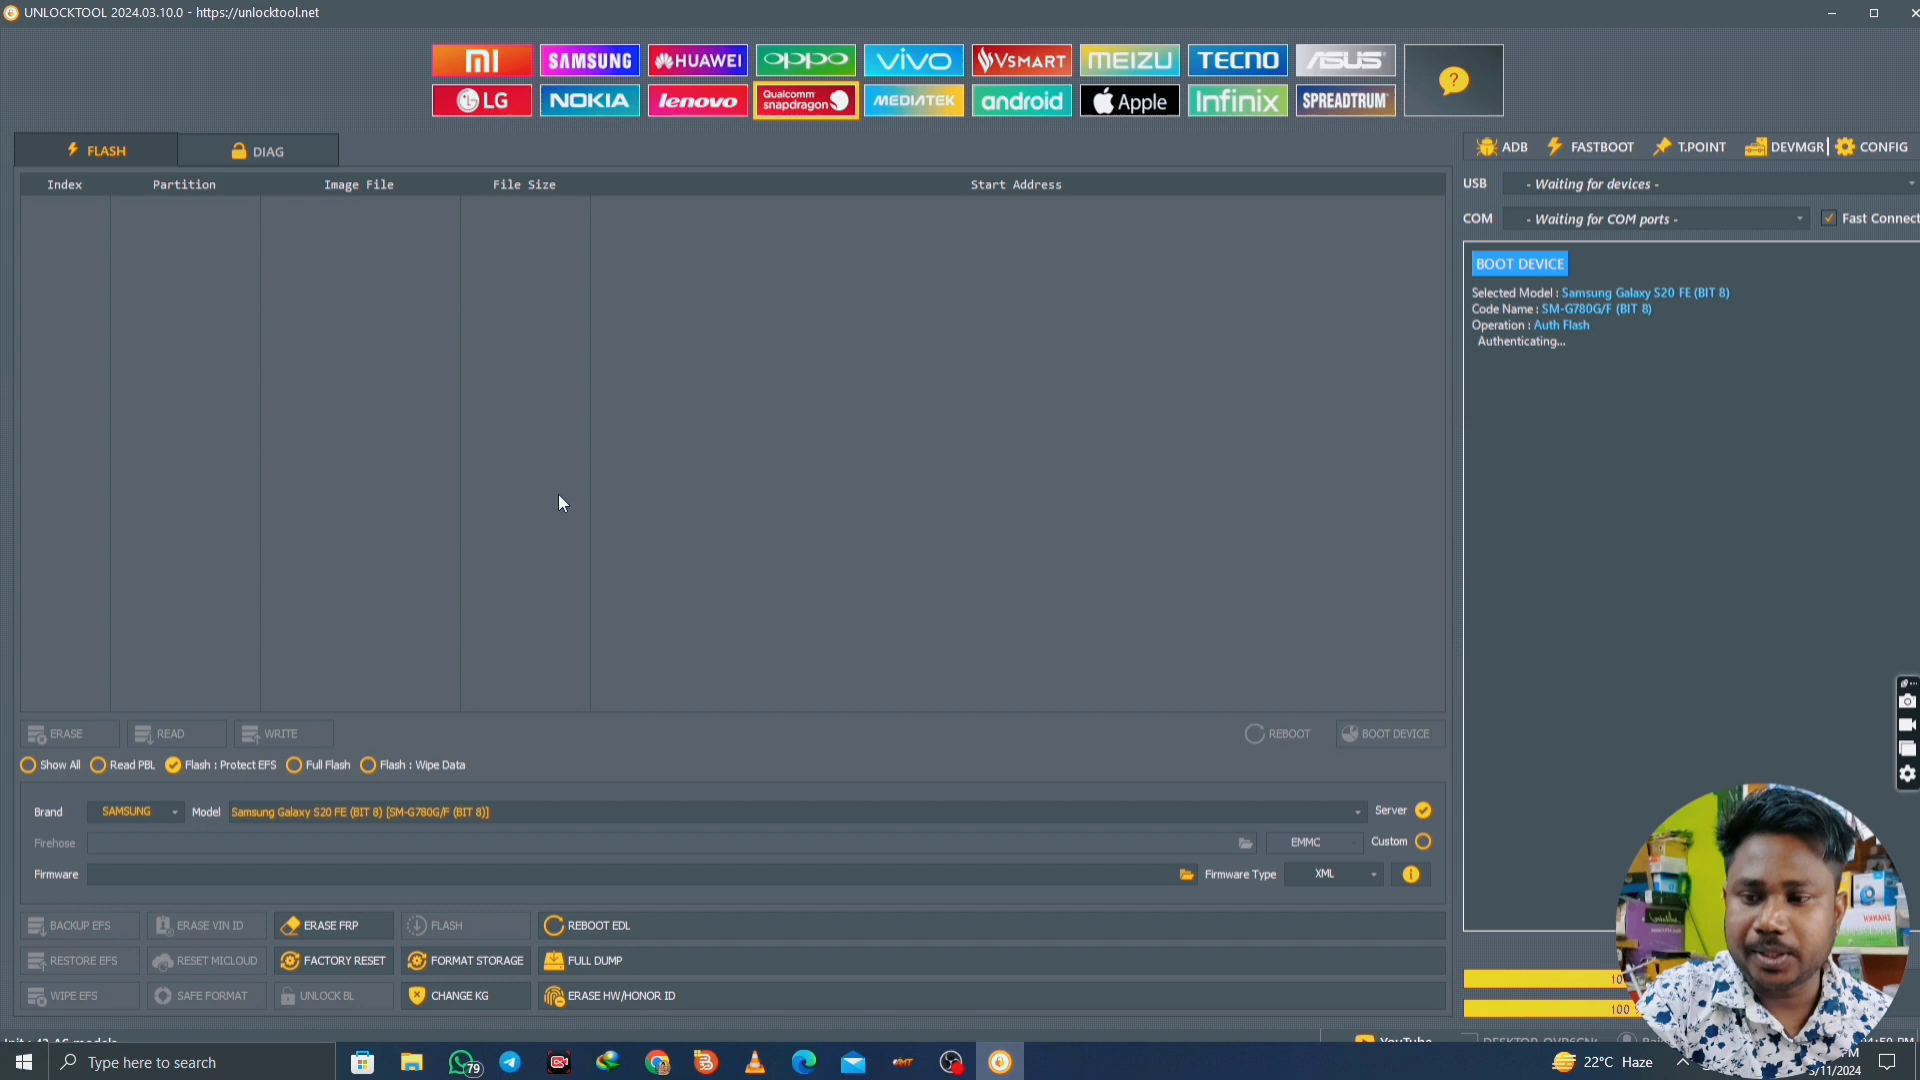 UNLOCKTOOL 2024.03.10.0 - https://unlocktool.net
MI SAMSUNG HUAWEI oppo vivo VSMART MEIZU TECNO ASUS ?
LG NOKIA lenovo Qualcomm snapdragon MEDIATEK android Apple Infinix SPREADTRUM
FLASH DIAG
ADB FASTBOOT T.POINT DEVMGR CONFIG
Index Partition Image File File Size Start Address
USB - Waiting for devices -
COM - Waiting for COM ports - Fast Connect
BOOT DEVICE
Selected Model : Samsung Galaxy S20 FE (BIT 8)
Code Name : SM-G780G/F (BIT 8)
Operation : Auth Flash
Authenticating...
ERASE READ WRITE REBOOT BOOT DEVICE
Show All Read PBL Flash : Protect EFS Full Flash Flash : Wipe Data
Brand SAMSUNG Model Samsung Galaxy S20 FE (BIT 8) [SM-G780G/F (BIT 8)] Server
Firehose EMMC Custom
Firmware Firmware Type XML
BACKUP EFS ERASE VIN ID ERASE FRP FLASH REBOOT EDL
RESTORE EFS RESET MICLOUD FACTORY RESET FORMAT STORAGE FULL DUMP
WIPE EFS SAFE FORMAT UNLOCK BL CHANGE KG ERASE HW/HONOR ID
100
YouTube
Type here to search
79
22°C Haze
3/11/2024